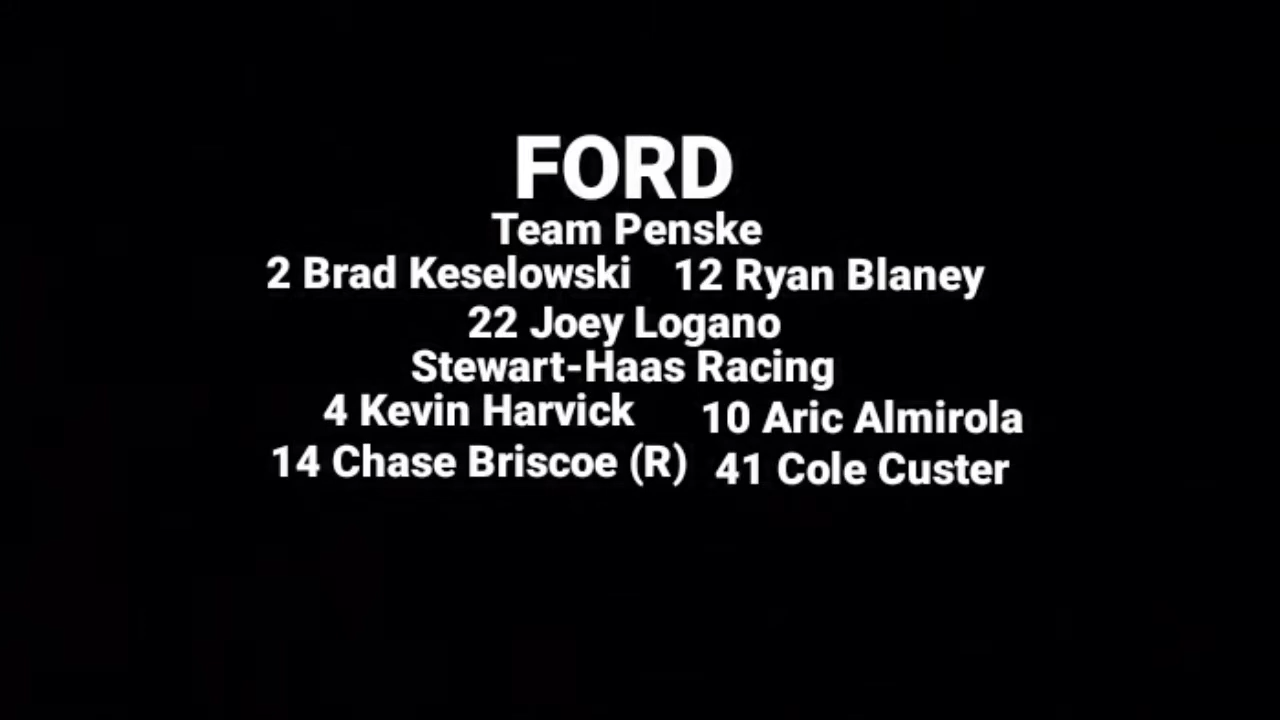 FORD
Team Penske
2 Brad Keselowski 12 Ryan Blaney
22 Joey Logano
Stewart-Haas Racing
4 Kevin Harvick 10 Aric Almirola
14 Chase Briscoe (R) 41 Cole Custer